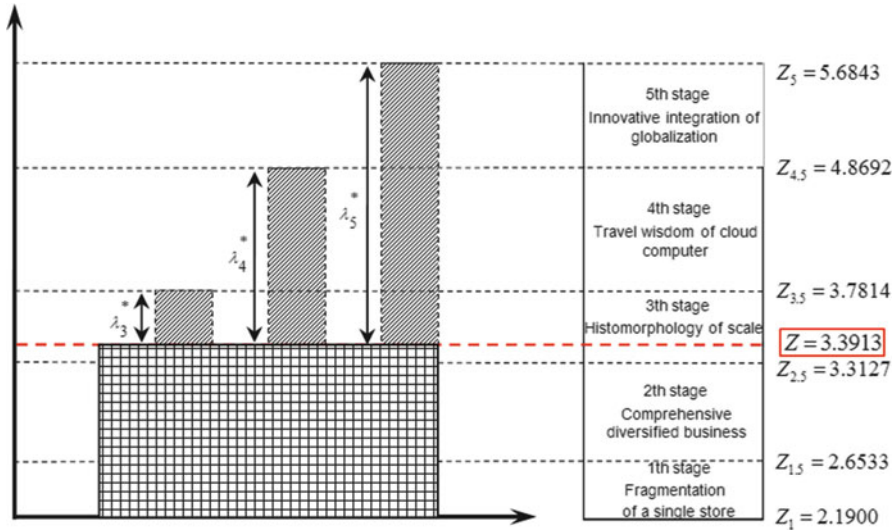 Z₅ = 5.6843
5th stage
Innovative integration of
globalization
Z₄.₅ = 4.8692
λ₅*
4th stage
Travel wisdom of cloud
computer
λ₄*
Z₃.₅ = 3.7814
λ₃*
3th stage
Histomorphology of scale
Z = 3.3913
Z₂.₅ = 3.3127
2th stage
Comprehensive
diversified business
Z₁.₅ = 2.6533
1th stage
Fragmentation
of a single store
Z₁ = 2.1900